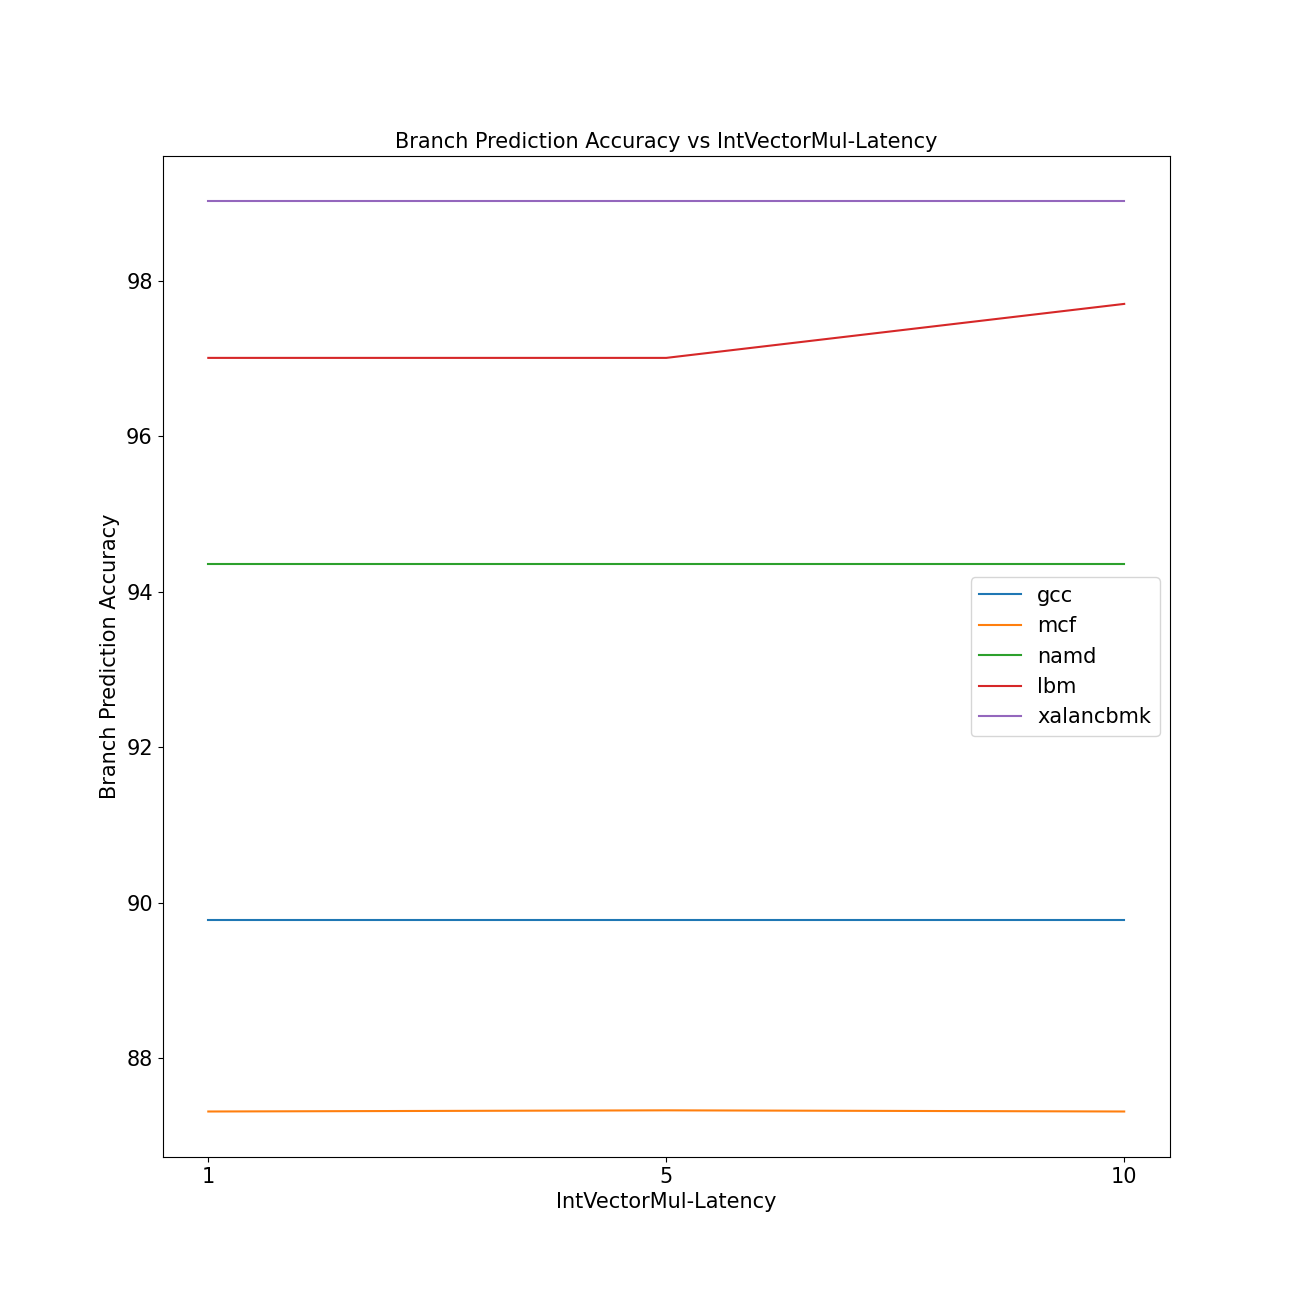 Branch Prediction Accuracy vs IntVectorMul-Latency
98
96
94
92
90
88
Branch Prediction Accuracy
gcc
mcf
namd
lbm
xalancbmk
1 5 10
IntVectorMul-Latency